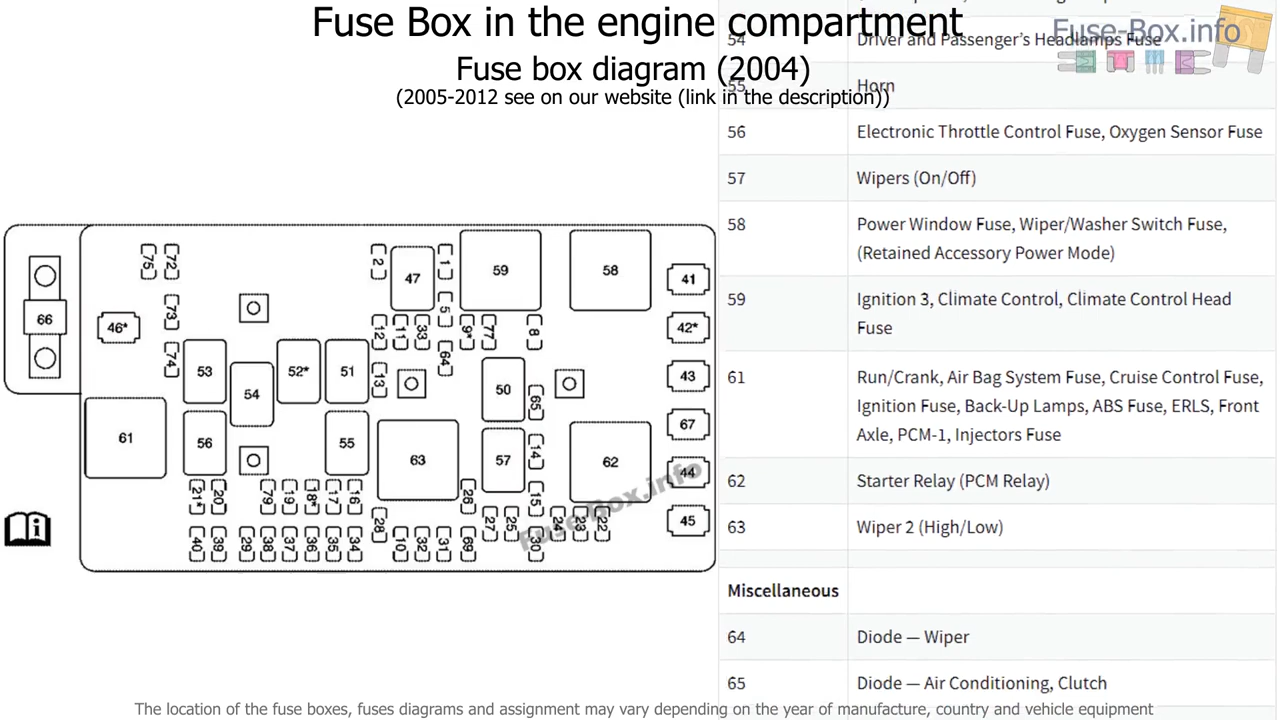 Fuse Box in the engine compartment
Fuse box diagram (2004)
(2005-2012 see on our website (link in the description))
Fuse-Box.info
54 Driver and Passenger's Headlamps Fuse
55 Horn
56 Electronic Throttle Control Fuse, Oxygen Sensor Fuse
57 Wipers (On/Off)
58 Power Window Fuse, Wiper/Washer Switch Fuse,
(Retained Accessory Power Mode)
59 Ignition 3, Climate Control, Climate Control Head
Fuse
61 Run/Crank, Air Bag System Fuse, Cruise Control Fuse,
Ignition Fuse, Back-Up Lamps, ABS Fuse, ERLS, Front
Axle, PCM-1, Injectors Fuse
62 Starter Relay (PCM Relay)
63 Wiper 2 (High/Low)
Miscellaneous
64 Diode — Wiper
65 Diode — Air Conditioning, Clutch
75 72 2 47 1 59 58 41
66 46* 73 5 42*
12 11 33 9* 77 8
74 53 54 52* 51 13 64 50 65 43
61 56 55 63 57 14 62 67
44
21* 20 79 19 18* 17 16 26 15 45
28 27 25 24 23 22
40 39 29 38 37 36 35 34 10 32 31 69 30
Fuse-Box.info
The location of the fuse boxes, fuses diagrams and assignment may vary depending on the year of manufacture, country and vehicle equipment